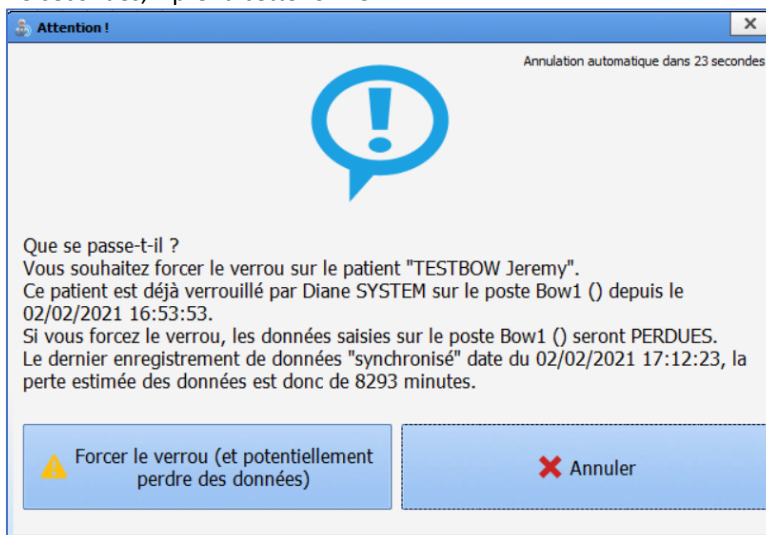 Attention !
Annulation automatique dans 23 secondes
Que se passe-t-il ?
Vous souhaitez forcer le verrou sur le patient "TESTBOW Jeremy".
Ce patient est déjà verrouillé par Diane SYSTEM sur le poste Bow1 () depuis le
02/02/2021 16:53:53.
Si vous forcez le verrou, les données saisies sur le poste Bow1 () seront PERDUES.
Le dernier enregistrement de données "synchronisé" date du 02/02/2021 17:12:23, la
perte estimée des données est donc de 8293 minutes.
Forcer le verrou (et potentiellement
perdre des données)
Annuler